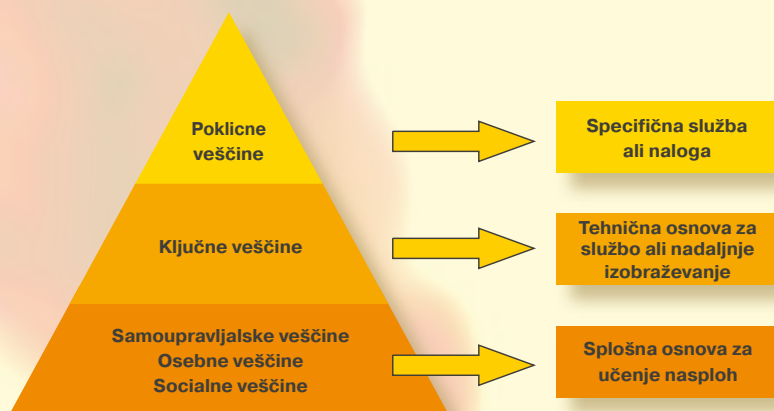 Poklicne
veščine
Specifična služba
ali naloga
Ključne veščine
Tehnična osnova za
službo ali nadaljnje
izobraževanje
Samoupravljalske veščine
Osebne veščine
Socialne veščine
Splošna osnova za
učenje nasploh